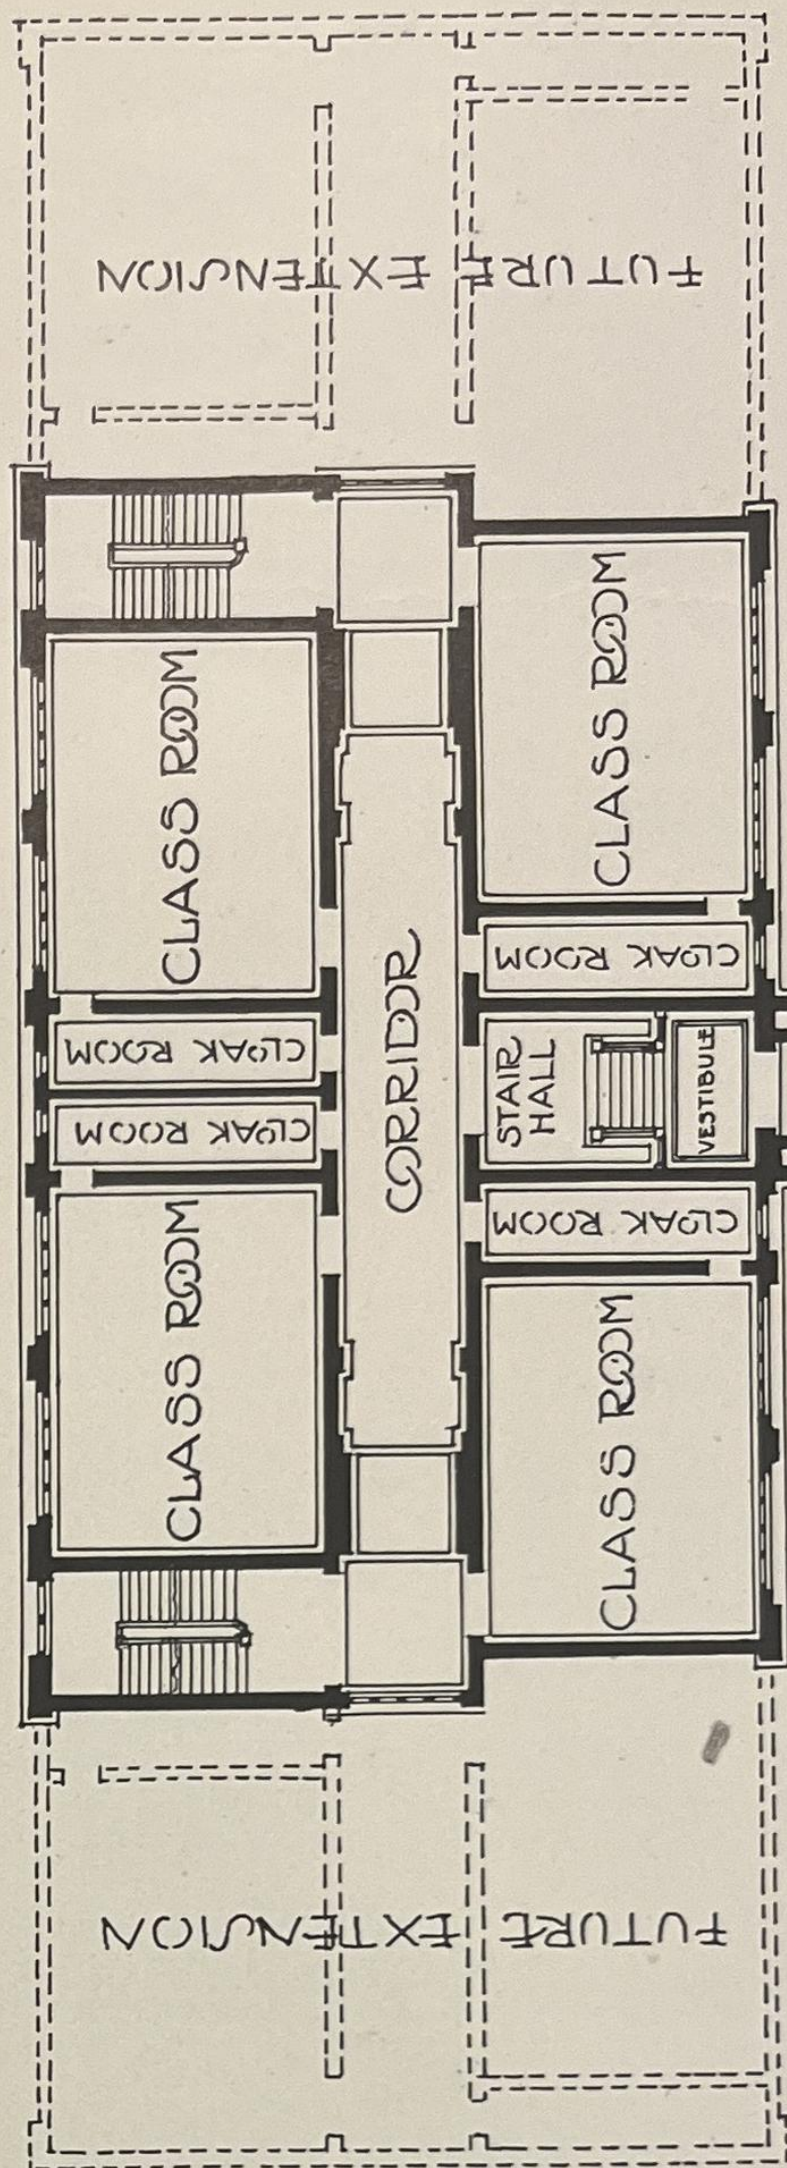 FUTURE EXTENSION
CLASS ROOM
CLASS ROOM
CLOAK ROOM
CORRIDOR
CLOAK ROOM
STAIR
HALL
VESTIBULE
CLOAK ROOM
CLOAK ROOM
CLASS ROOM
CLASS ROOM
FUTURE EXTENSION